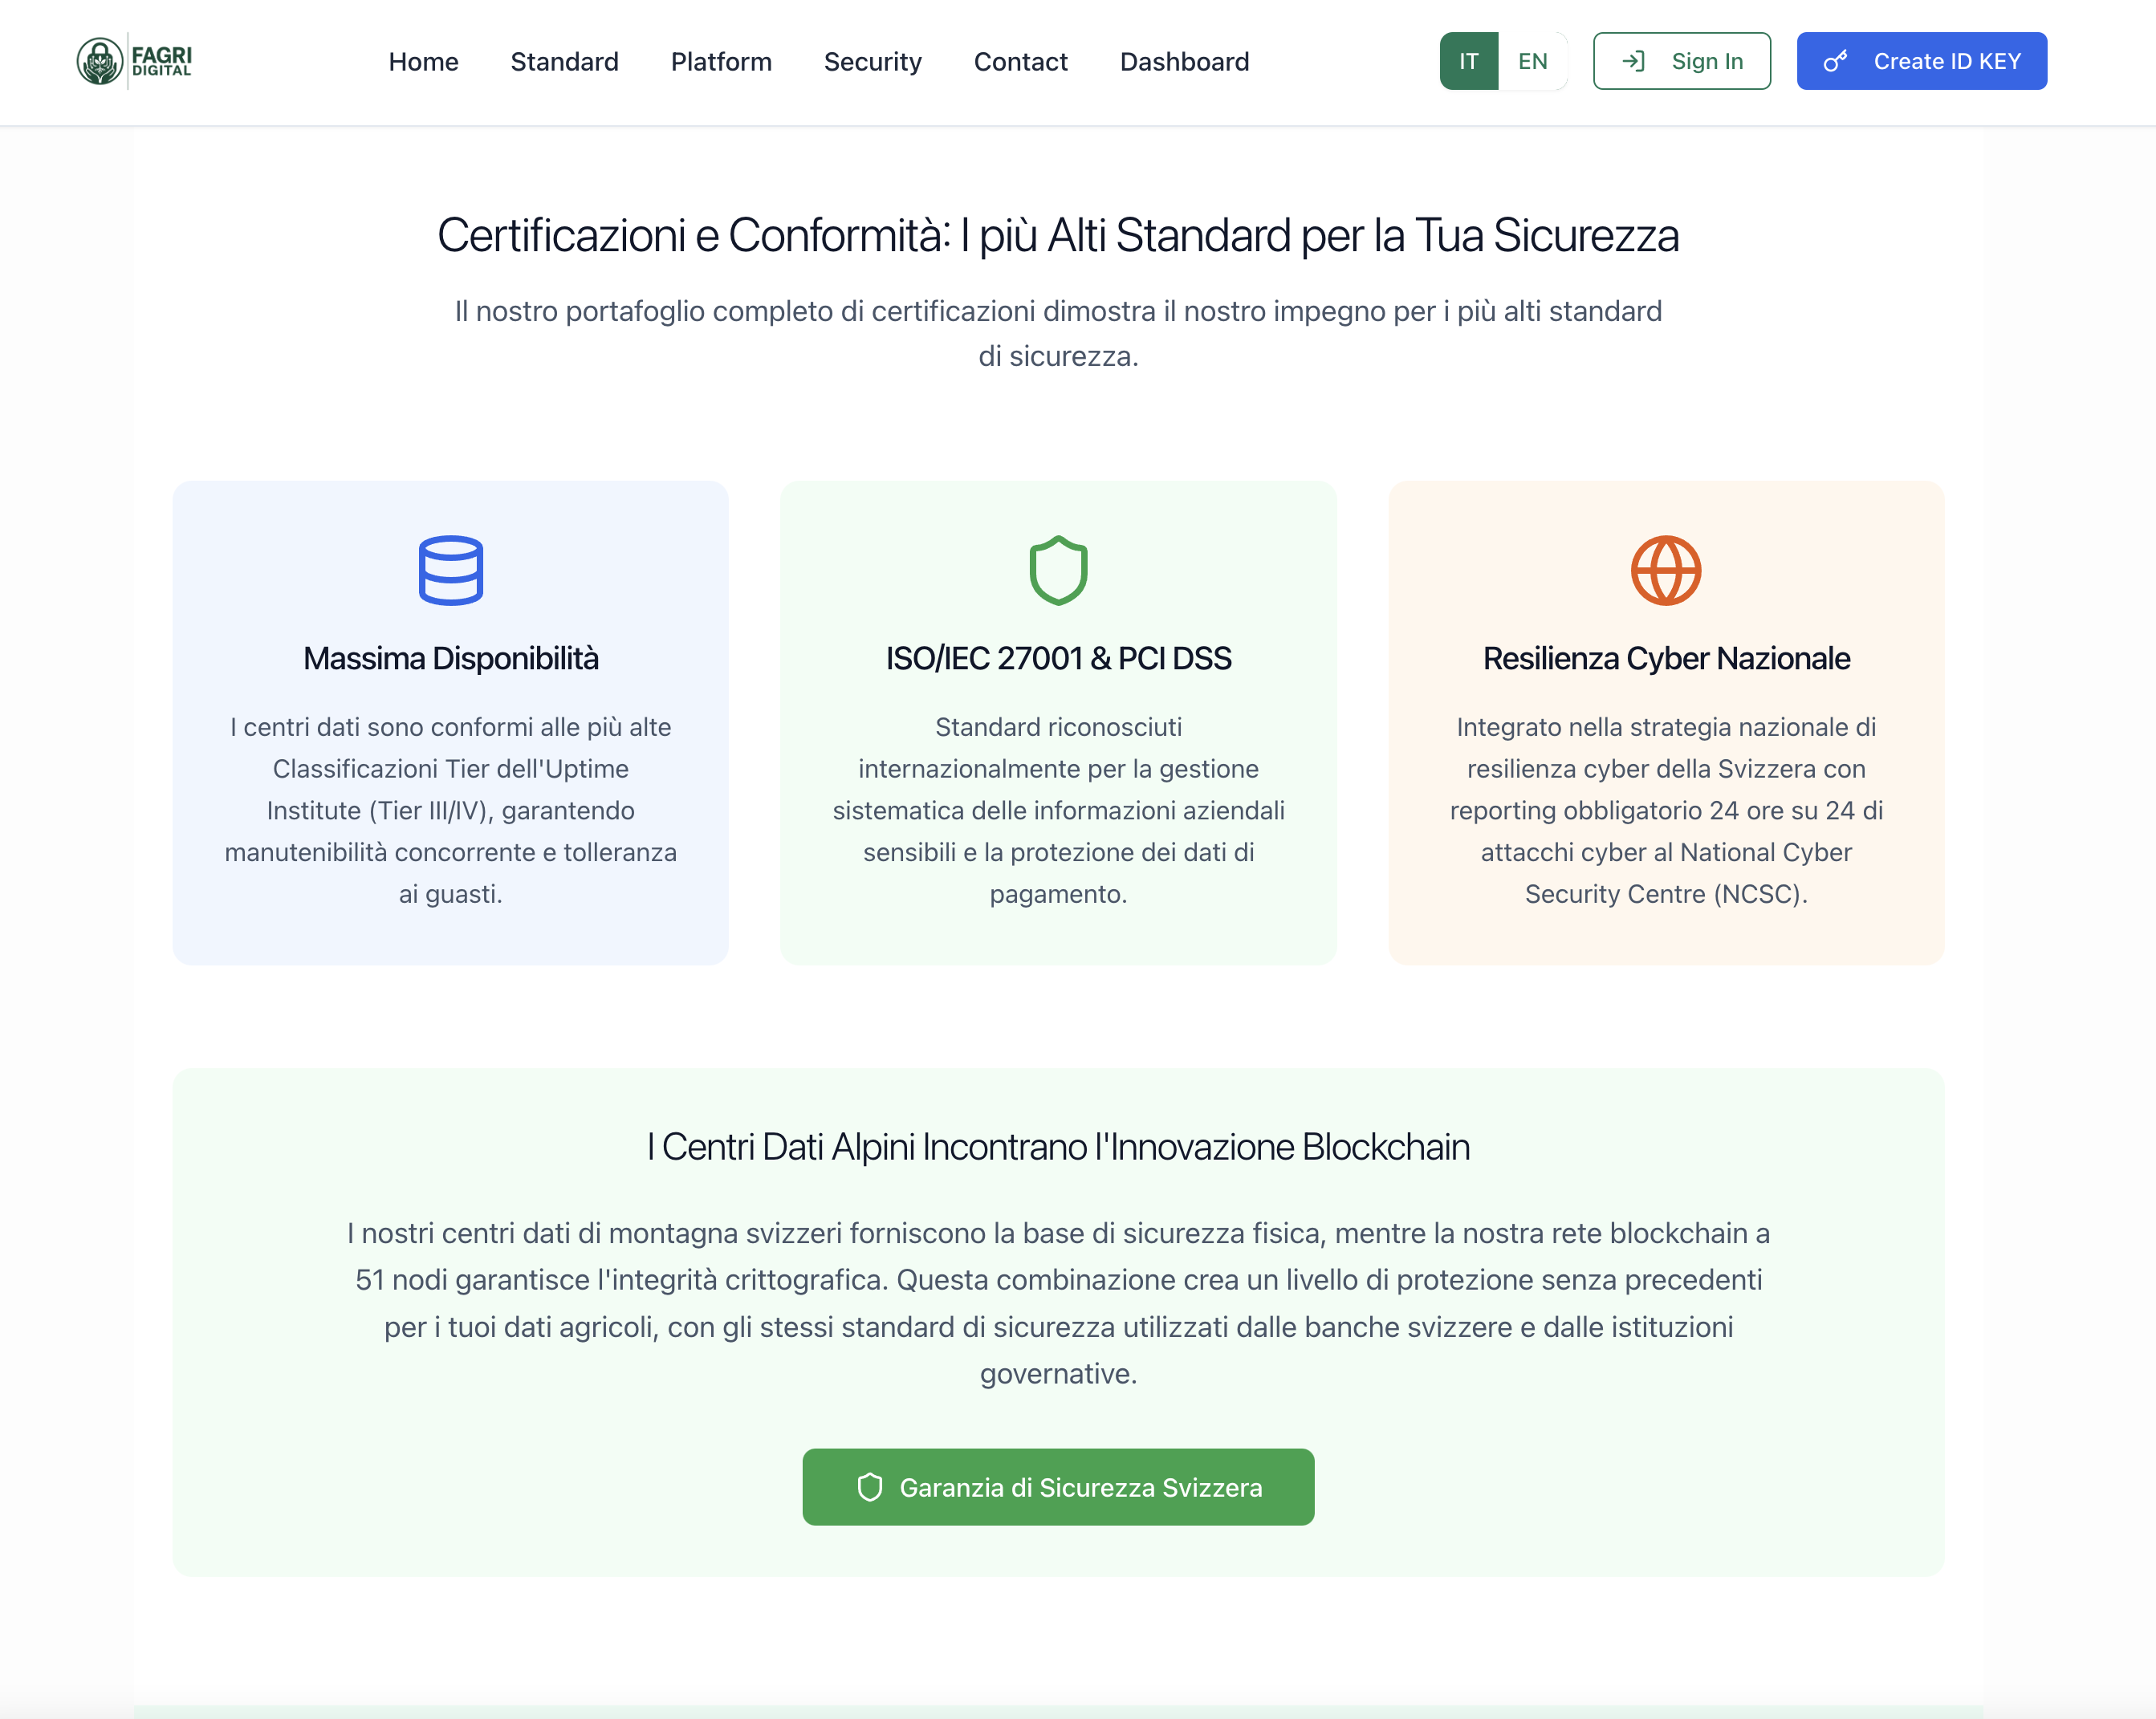 FAGRI
DIGITAL
Home
Standard
Platform
Security
Contact
Dashboard
IT
EN
Sign In
Create ID KEY
Certificazioni e Conformità: I più Alti Standard per la Tua Sicurezza
Il nostro portafoglio completo di certificazioni dimostra il nostro impegno per i più alti standard
di sicurezza.
Massima Disponibilità
I centri dati sono conformi alle più alte
Classificazioni Tier dell'Uptime
Institute (Tier III/IV), garantendo
manutenibilità concorrente e tolleranza
ai guasti.
ISO/IEC 27001 & PCI DSS
Standard riconosciuti
internazionalmente per la gestione
sistematica delle informazioni aziendali
sensibili e la protezione dei dati di
pagamento.
Resilienza Cyber Nazionale
Integrato nella strategia nazionale di
resilienza cyber della Svizzera con
reporting obbligatorio 24 ore su 24 di
attacchi cyber al National Cyber
Security Centre (NCSC).
I Centri Dati Alpini Incontrano l'Innovazione Blockchain
I nostri centri dati di montagna svizzeri forniscono la base di sicurezza fisica, mentre la nostra rete blockchain a
51 nodi garantisce l'integrità crittografica. Questa combinazione crea un livello di protezione senza precedenti
per i tuoi dati agricoli, con gli stessi standard di sicurezza utilizzati dalle banche svizzere e dalle istituzioni
governative.
Garanzia di Sicurezza Svizzera